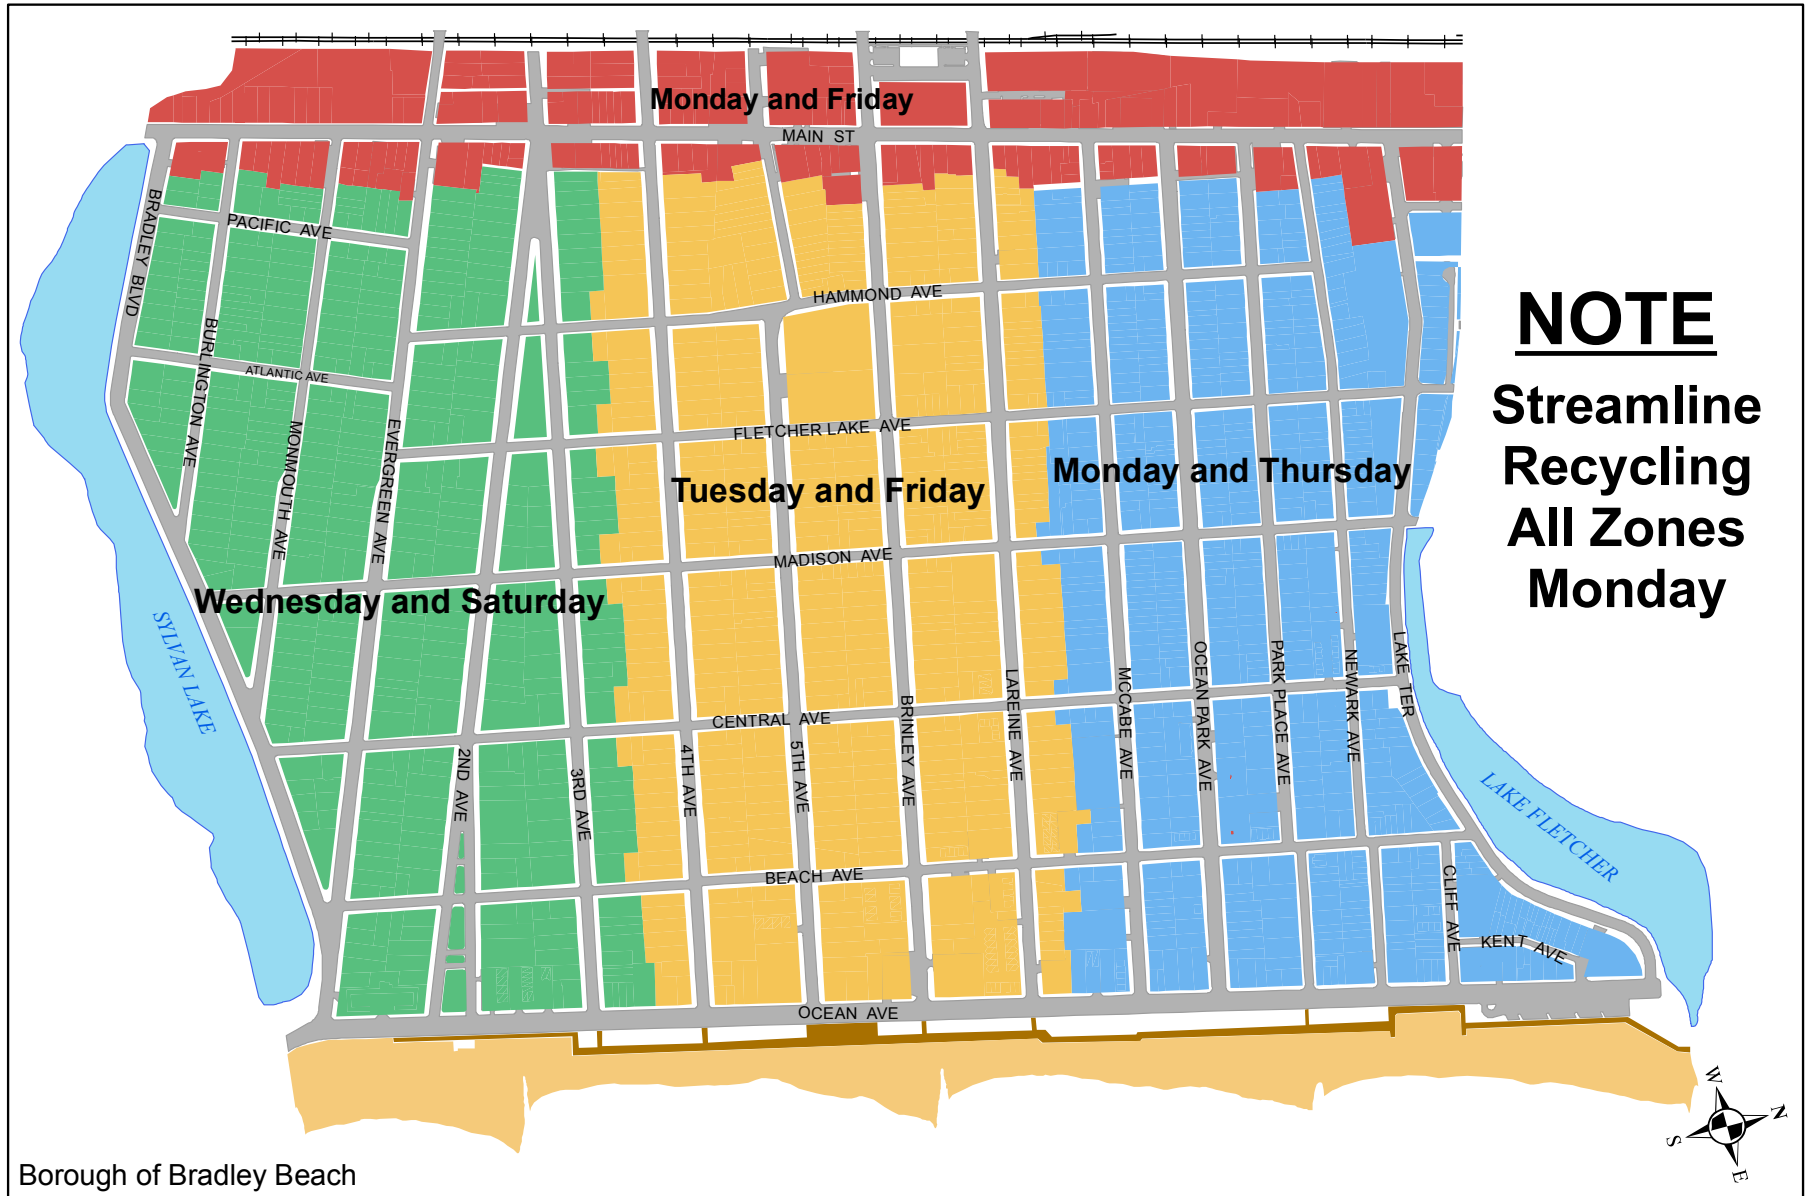 Monday and Friday
MAIN ST
BRADLEY BLVD
PACIFIC AVE
HAMMOND AVE
NOTE
Streamline
Recycling
All Zones
Monday
BURLINGTON AVE
ATLANTIC AVE
MONMOUTH AVE
EVERGREEN AVE
FLETCHER LAKE AVE
Tuesday and Friday
Monday and Thursday
MADISON AVE
Wednesday and Saturday
SYLVAN LAKE
CENTRAL AVE
2ND AVE
3RD AVE
4TH AVE
5TH AVE
BRINLEY AVE
LAREINE AVE
MCCABE AVE
OCEAN PARK AVE
PARK PLACE AVE
NEWARK AVE
LAKE TER
LAKE FLETCHER
BEACH AVE
CLIFF AVE
KENT AVE
OCEAN AVE
W
N
S
E
Borough of Bradley Beach